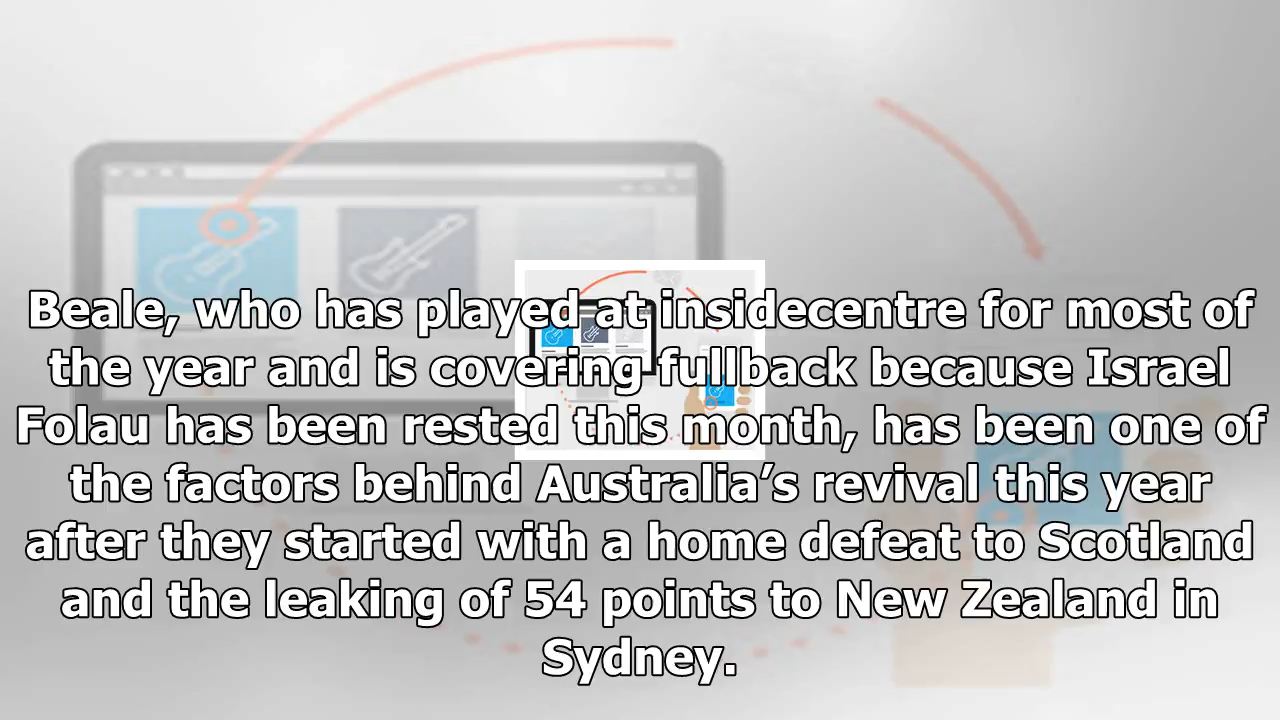 Beale, who has played at insidecentre for most of
the year and is covering fullback because Israel
Folau has been rested this month, has been one of
the factors behind Australia’s revival this year
after they started with a home defeat to Scotland
and the leaking of 54 points to New Zealand in
Sydney.